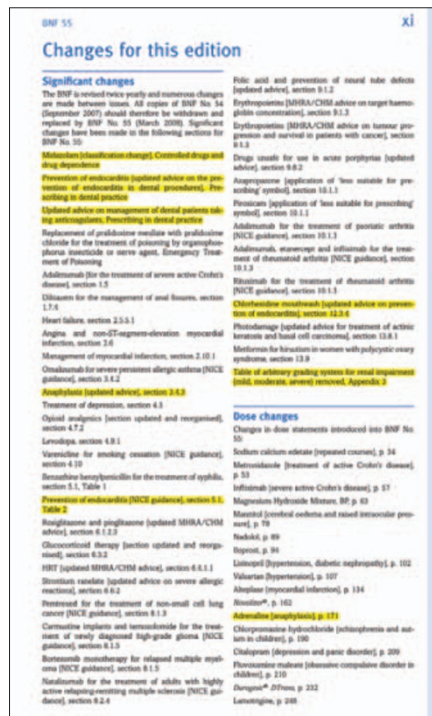 BNF 55
xi
Changes for this edition
Significant changes
The BNF is revised twice yearly and numerous changes
are made between issues. All copies of BNF No. 54
(September 2007) should therefore be withdrawn and
replaced by BNF No. 55 (March 2008). Significant
changes have been made in the following sections for
BNF No. 55:
Midazolam [classification change], Controlled drugs and
drug dependence
Prevention of endocarditis [updated advice on the pre-
vention of endocarditis in dental procedures], Pre-
scribing in dental practice
Updated advice on management of dental patients tak-
ing anticoagulants, Prescribing in dental practice
Replacement of pralidoxime mesilate with pralidoxime
chloride for the treatment of poisoning by organophos-
phorus insecticide or nerve agent, Emergency Treat-
ment of Poisoning
Adalimumab [for the treatment of severe active Crohn's
disease], section 1.5
Diltiazem for the management of anal fissures, section
1.7.4
Heart failure, section 2.5.5.1
Angina and non-ST-segment-elevation myocardial
infarction, section 2.6
Management of myocardial infarction, section 2.10.1
Omalizumab for severe persistent allergic asthma [NICE
guidance], section 3.4.2
Anaphylaxis [updated advice], section 3.4.3
Treatment of depression, section 4.3
Opioid analgesics [section updated and reorganised],
section 4.7.2
Levodopa, section 4.9.1
Varenicline for smoking cessation [NICE guidance],
section 4.10
Benzathine benzylpenicillin for the treatment of syphilis,
section 5.1, Table 1
Prevention of endocarditis [NICE guidance], section 5.1,
Table 2
Rosiglitazone and pioglitazone [updated MHRA/CHM
advice], section 6.1.2.3
Glucocorticoid therapy [section updated and reorga-
nised], section 6.3.2
HRT [updated MHRA/CHM advice], section 6.4.1.1
Strontium ranelate [updated advice on severe allergic
reactions], section 6.6.2
Pemetrexed for the treatment of non-small cell lung
cancer [NICE guidance], section 8.1.3
Carmustine implants and temozolomide for the treat-
ment of newly diagnosed high-grade glioma [NICE
guidance], section 8.1.5
Bortezomib monotherapy for relapsed multiple myel-
oma [NICE guidance], section 8.1.5
Natalizumab for the treatment of adults with highly
active relapsing-remitting multiple sclerosis [NICE gui-
dance], section 8.2.4
Folic acid and prevention of neural tube defects
[updated advice], section 9.1.2
Erythropoietins [MHRA/CHM advice on target haemo-
globin concentration], section 9.1.3
Erythropoietins [MHRA/CHM advice on tumour pro-
gression and survival in patients with cancer], section
9.1.3
Drugs unsafe for use in acute porphyrias [updated
advice], section 9.8.2
Azapropazone [application of 'less suitable for pre-
scribing' symbol], section 10.1.1
Piroxicam [application of 'less suitable for prescribing'
symbol], section 10.1.1
Adalimumab for the treatment of psoriatic arthritis
[NICE guidance], section 10.1.3
Adalimumab, etanercept and infliximab for the treat-
ment of rheumatoid arthritis [NICE guidance], section
10.1.3
Rituximab for the treatment of rheumatoid arthritis
[NICE guidance], section 10.1.3
Chlorhexidine mouthwash [updated advice on preven-
tion of endocarditis], section 12.3.4
Photodamage [updated advice for treatment of actinic
keratosis and basal cell carcinoma], section 13.8.1
Metformin for hirsutism in women with polycystic ovary
syndrome, section 13.9
Table of arbitrary grading system for renal impairment
(mild, moderate, severe) removed, Appendix 3
Dose changes
Changes in dose statements introduced into BNF No.
55:
Sodium calcium edetate [repeated courses], p. 34
Metronidazole [treatment of active Crohn's disease],
p. 53
Infliximab [severe active Crohn's disease], p. 57
Magnesium Hydroxide Mixture, BP, p. 63
Mannitol [cerebral oedema and raised intraocular pres-
sure], p. 78
Nadolol, p. 89
Iloprost, p. 94
Lisinopril [hypertension, diabetic nephropathy], p. 102
Valsartan [hypertension], p. 107
Alteplase [myocardial infarction], p. 134
p. 162
Adrenaline [anaphylaxis], p. 171
Chlorpromazine hydrochloride [schizophrenia and aut-
ism in children], p. 190
Citalopram [depression and panic disorder], p. 209
Fluvoxamine maleate [obsessive compulsive disorder in
children], p. 210
Durogesic® DTrans, p. 232
Lamotrigine, p. 248